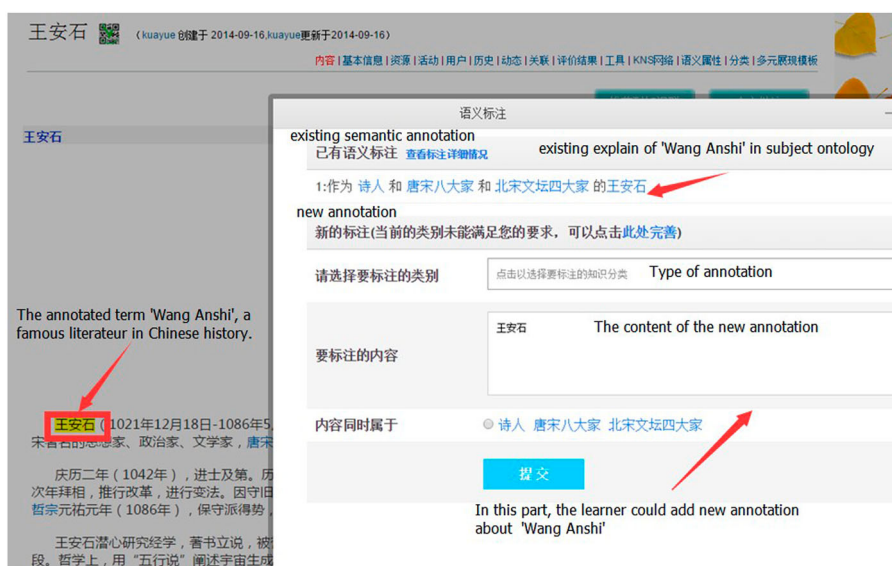 王安石 （kuayue 创建于 2014-09-16,kuayue更新于2014-09-16）
内容 | 基本信息 | 资源 | 活动 | 用户 | 历史 | 动态 | 关联 | 评价结果 | 工具 | KNS网络 | 语义属性 | 分类 | 多元展现模板
语义标注
王安石
existing semantic annotation
已有语义标注 查看标注详细情况
existing explain of 'Wang Anshi' in subject ontology
1:作为 诗人 和 唐宋八大家 和 北宋文坛四大家 的王安石
new annotation
新的标注(当前的类别未能满足您的要求，可以点击此处完善)
请选择要标注的类别
点击以选择要标注的知识分类
Type of annotation
The annotated term 'Wang Anshi', a
famous literateur in Chinese history.
要标注的内容
王安石
The content of the new annotation
内容同时属于
诗人 唐宋八大家 北宋文坛四大家
提交
In this part, the learner could add new annotation
about 'Wang Anshi'
王安石（1021年12月18日-1086年5
宋著名的思想家、政治家、文学家，唐宋
庆历二年（1042年），进士及第。历
次年拜相，推行改革，进行变法。因守旧
哲宗元祐元年（1086年），保守派得势，
王安石潜心研究经学，著书立说，被
段。哲学上，用“五行说”阐述宇宙生成